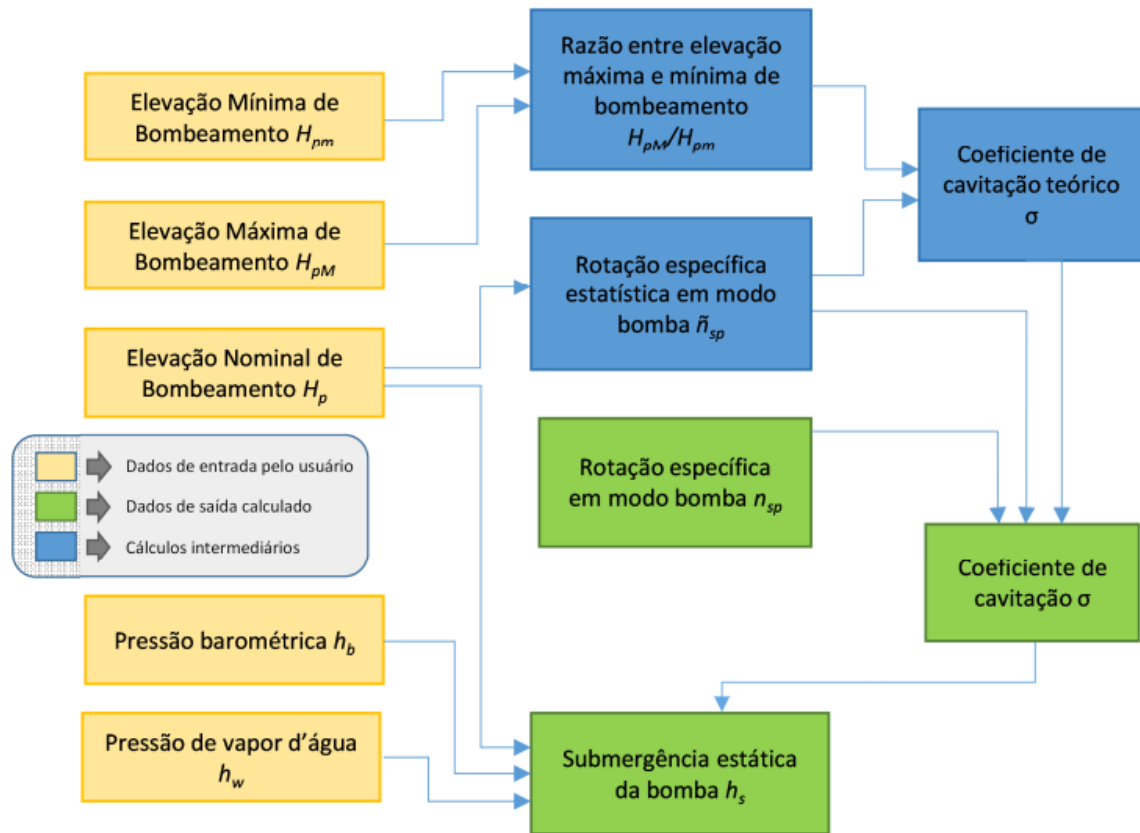 Elevação Mínima de
Bombeamento Hpm
Elevação Máxima de
Bombeamento HpM
Elevação Nominal de
Bombeamento Hp
Razão entre elevação
máxima e mínima de
bombeamento
HpM/Hpm
Rotação específica
estatística em modo
bomba ñsp
Coeficiente de
cavitação teórico
σ
Dados de entrada pelo usuário
Dados de saída calculado
Cálculos intermediários
Rotação específica
em modo bomba nsp
Coeficiente de
cavitação σ
Pressão barométrica hb
Pressão de vapor d’água
hw
Submergência estática
da bomba hs